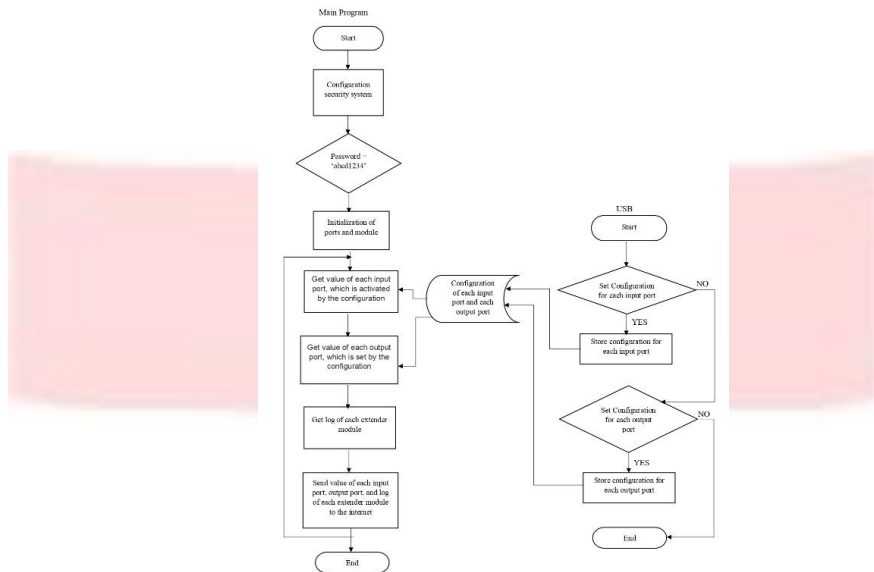 Main Program
Start
Configuration
security system
Password =
'abcd1234'
Initialization of
ports and module
Get value of each input
port, which is activated
by the configuration
Get value of each output
port, which is set by the
configuration
Get log of each extender
module
Send value of each input
port, output port, and log
of each extender module
to the internet
End
Configuration
of each input
port and each
output port
USB
Start
Set Configuration
for each input port
NO
YES
Store configuration for
each input port
Set Configuration
for each output
port
NO
YES
Store configuration for
each output port
End